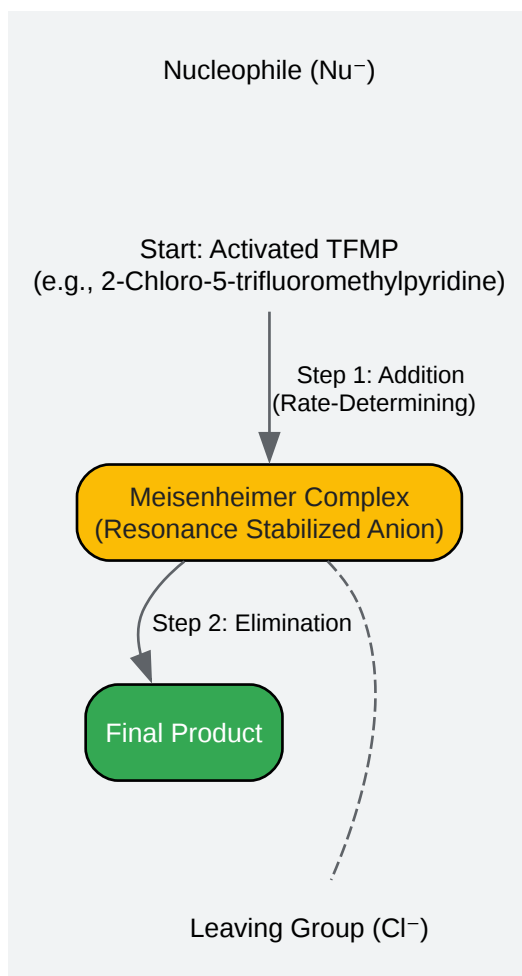 Nucleophile (Nu⁻)
Start: Activated TFMP
(e.g., 2-Chloro-5-trifluoromethylpyridine)
Step 1: Addition
(Rate-Determining)
Meisenheimer Complex
(Resonance Stabilized Anion)
Step 2: Elimination
Final Product
Leaving Group (Cl⁻)